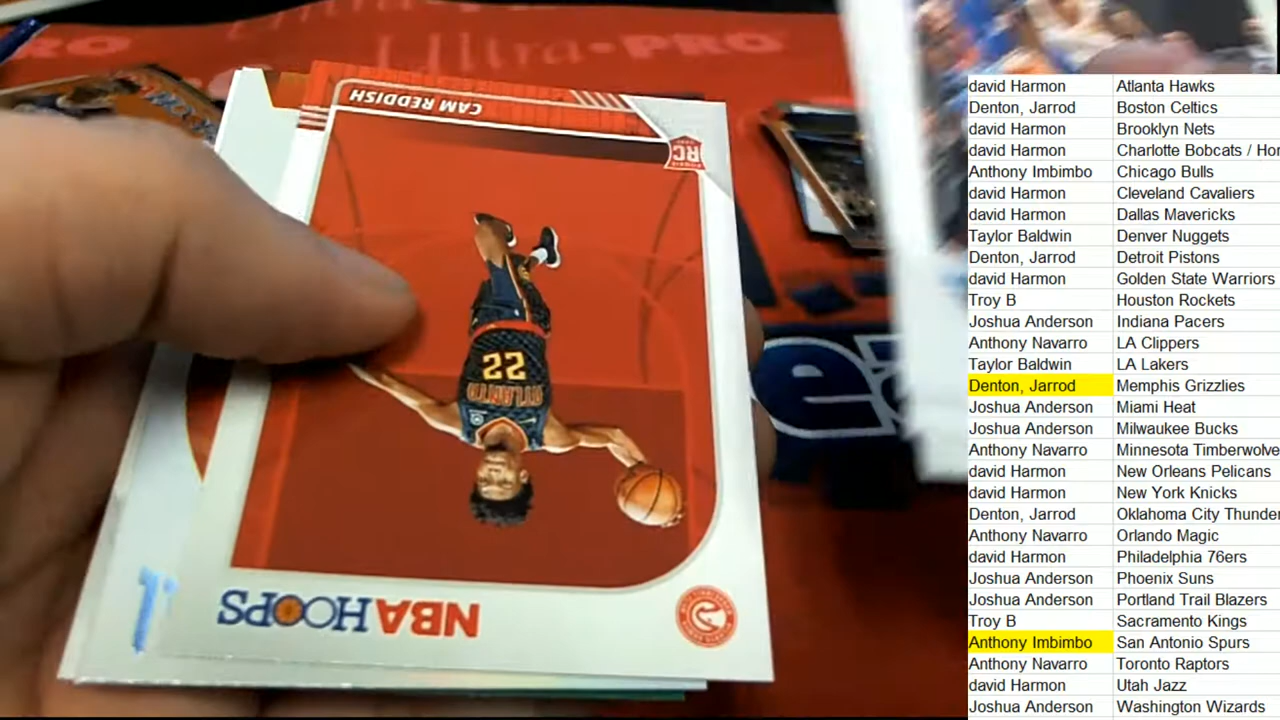 Ultra•PRO
PRO
CAM REDDISH
RC
22
ATLANTA
NBA HOOPS
david Harmon Atlanta Hawks
Denton, Jarrod Boston Celtics
david Harmon Brooklyn Nets
david Harmon Charlotte Bobcats / Hor
Anthony Imbimbo Chicago Bulls
david Harmon Cleveland Cavaliers
david Harmon Dallas Mavericks
Taylor Baldwin Denver Nuggets
Denton, Jarrod Detroit Pistons
david Harmon Golden State Warriors
Troy B Houston Rockets
Joshua Anderson Indiana Pacers
Anthony Navarro LA Clippers
Taylor Baldwin LA Lakers
Denton, Jarrod Memphis Grizzlies
Joshua Anderson Miami Heat
Joshua Anderson Milwaukee Bucks
Anthony Navarro Minnesota Timberwolve
david Harmon New Orleans Pelicans
david Harmon New York Knicks
Denton, Jarrod Oklahoma City Thunder
Anthony Navarro Orlando Magic
david Harmon Philadelphia 76ers
Joshua Anderson Phoenix Suns
Joshua Anderson Portland Trail Blazers
Troy B Sacramento Kings
Anthony Imbimbo San Antonio Spurs
Anthony Navarro Toronto Raptors
david Harmon Utah Jazz
Joshua Anderson Washington Wizards